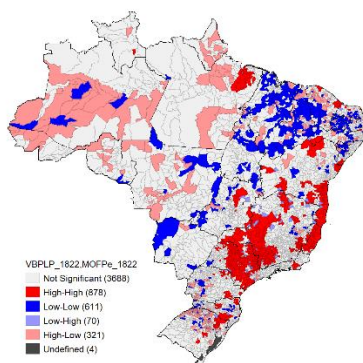 VBPLP_1822.MOFPe_1822
Not Significant (3688)
High-High (878)
Low-Low (611)
Low-High (70)
High-Low (321)
Undefined (4)